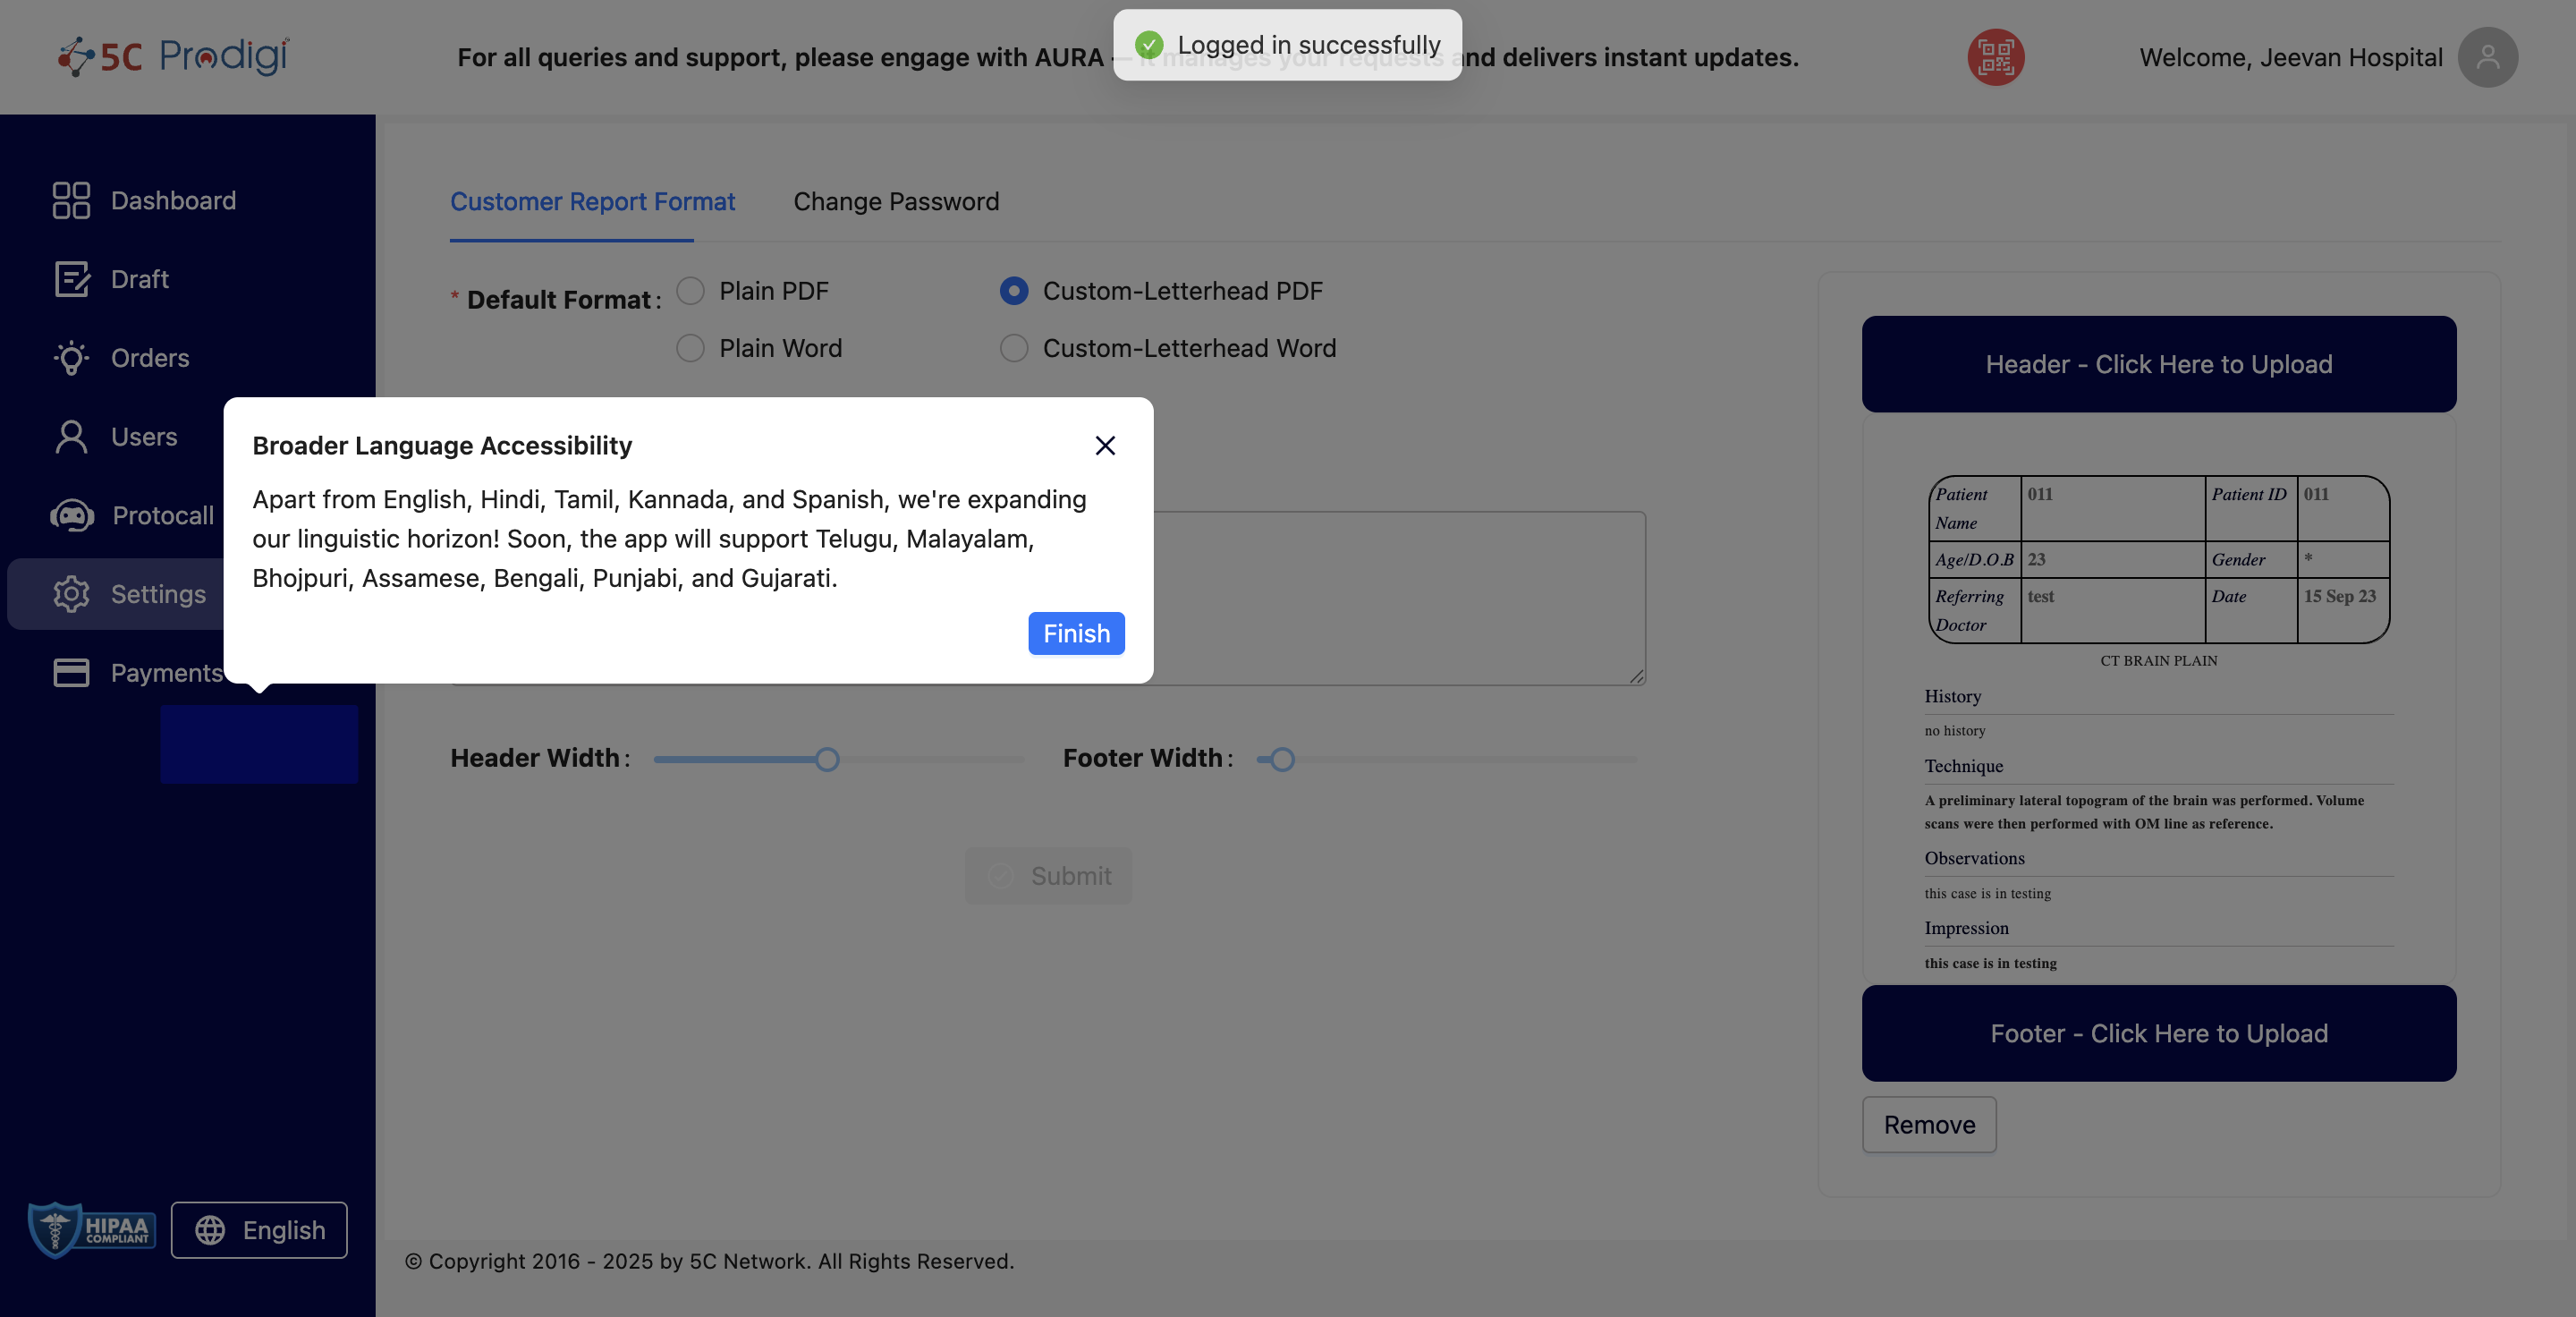 5C Prodigi
For all queries and support, please engage with AURA — it manages your requests and delivers instant updates.
Logged in successfully
Welcome, Jeevan Hospital
Dashboard
Draft
Orders
Users
Protocall
Settings
Payments
HIPAA
COMPLIANT
English
Customer Report Format
Change Password
* Default Format :
Plain PDF
Custom-Letterhead PDF
Plain Word
Custom-Letterhead Word
Broader Language Accessibility
Apart from English, Hindi, Tamil, Kannada, and Spanish, we're expanding
our linguistic horizon! Soon, the app will support Telugu, Malayalam,
Bhojpuri, Assamese, Bengali, Punjabi, and Gujarati.
Finish
Header Width :
Footer Width :
Submit
Header - Click Here to Upload
Patient Name 011 Patient ID 011
Age/D.O.B 23 Gender *
Referring Doctor test Date 15 Sep 23
CT BRAIN PLAIN
History
no history
Technique
A preliminary lateral topogram of the brain was performed. Volume
scans were then performed with OM line as reference.
Observations
this case is in testing
Impression
this case is in testing
Footer - Click Here to Upload
Remove
© Copyright 2016 - 2025 by 5C Network. All Rights Reserved.